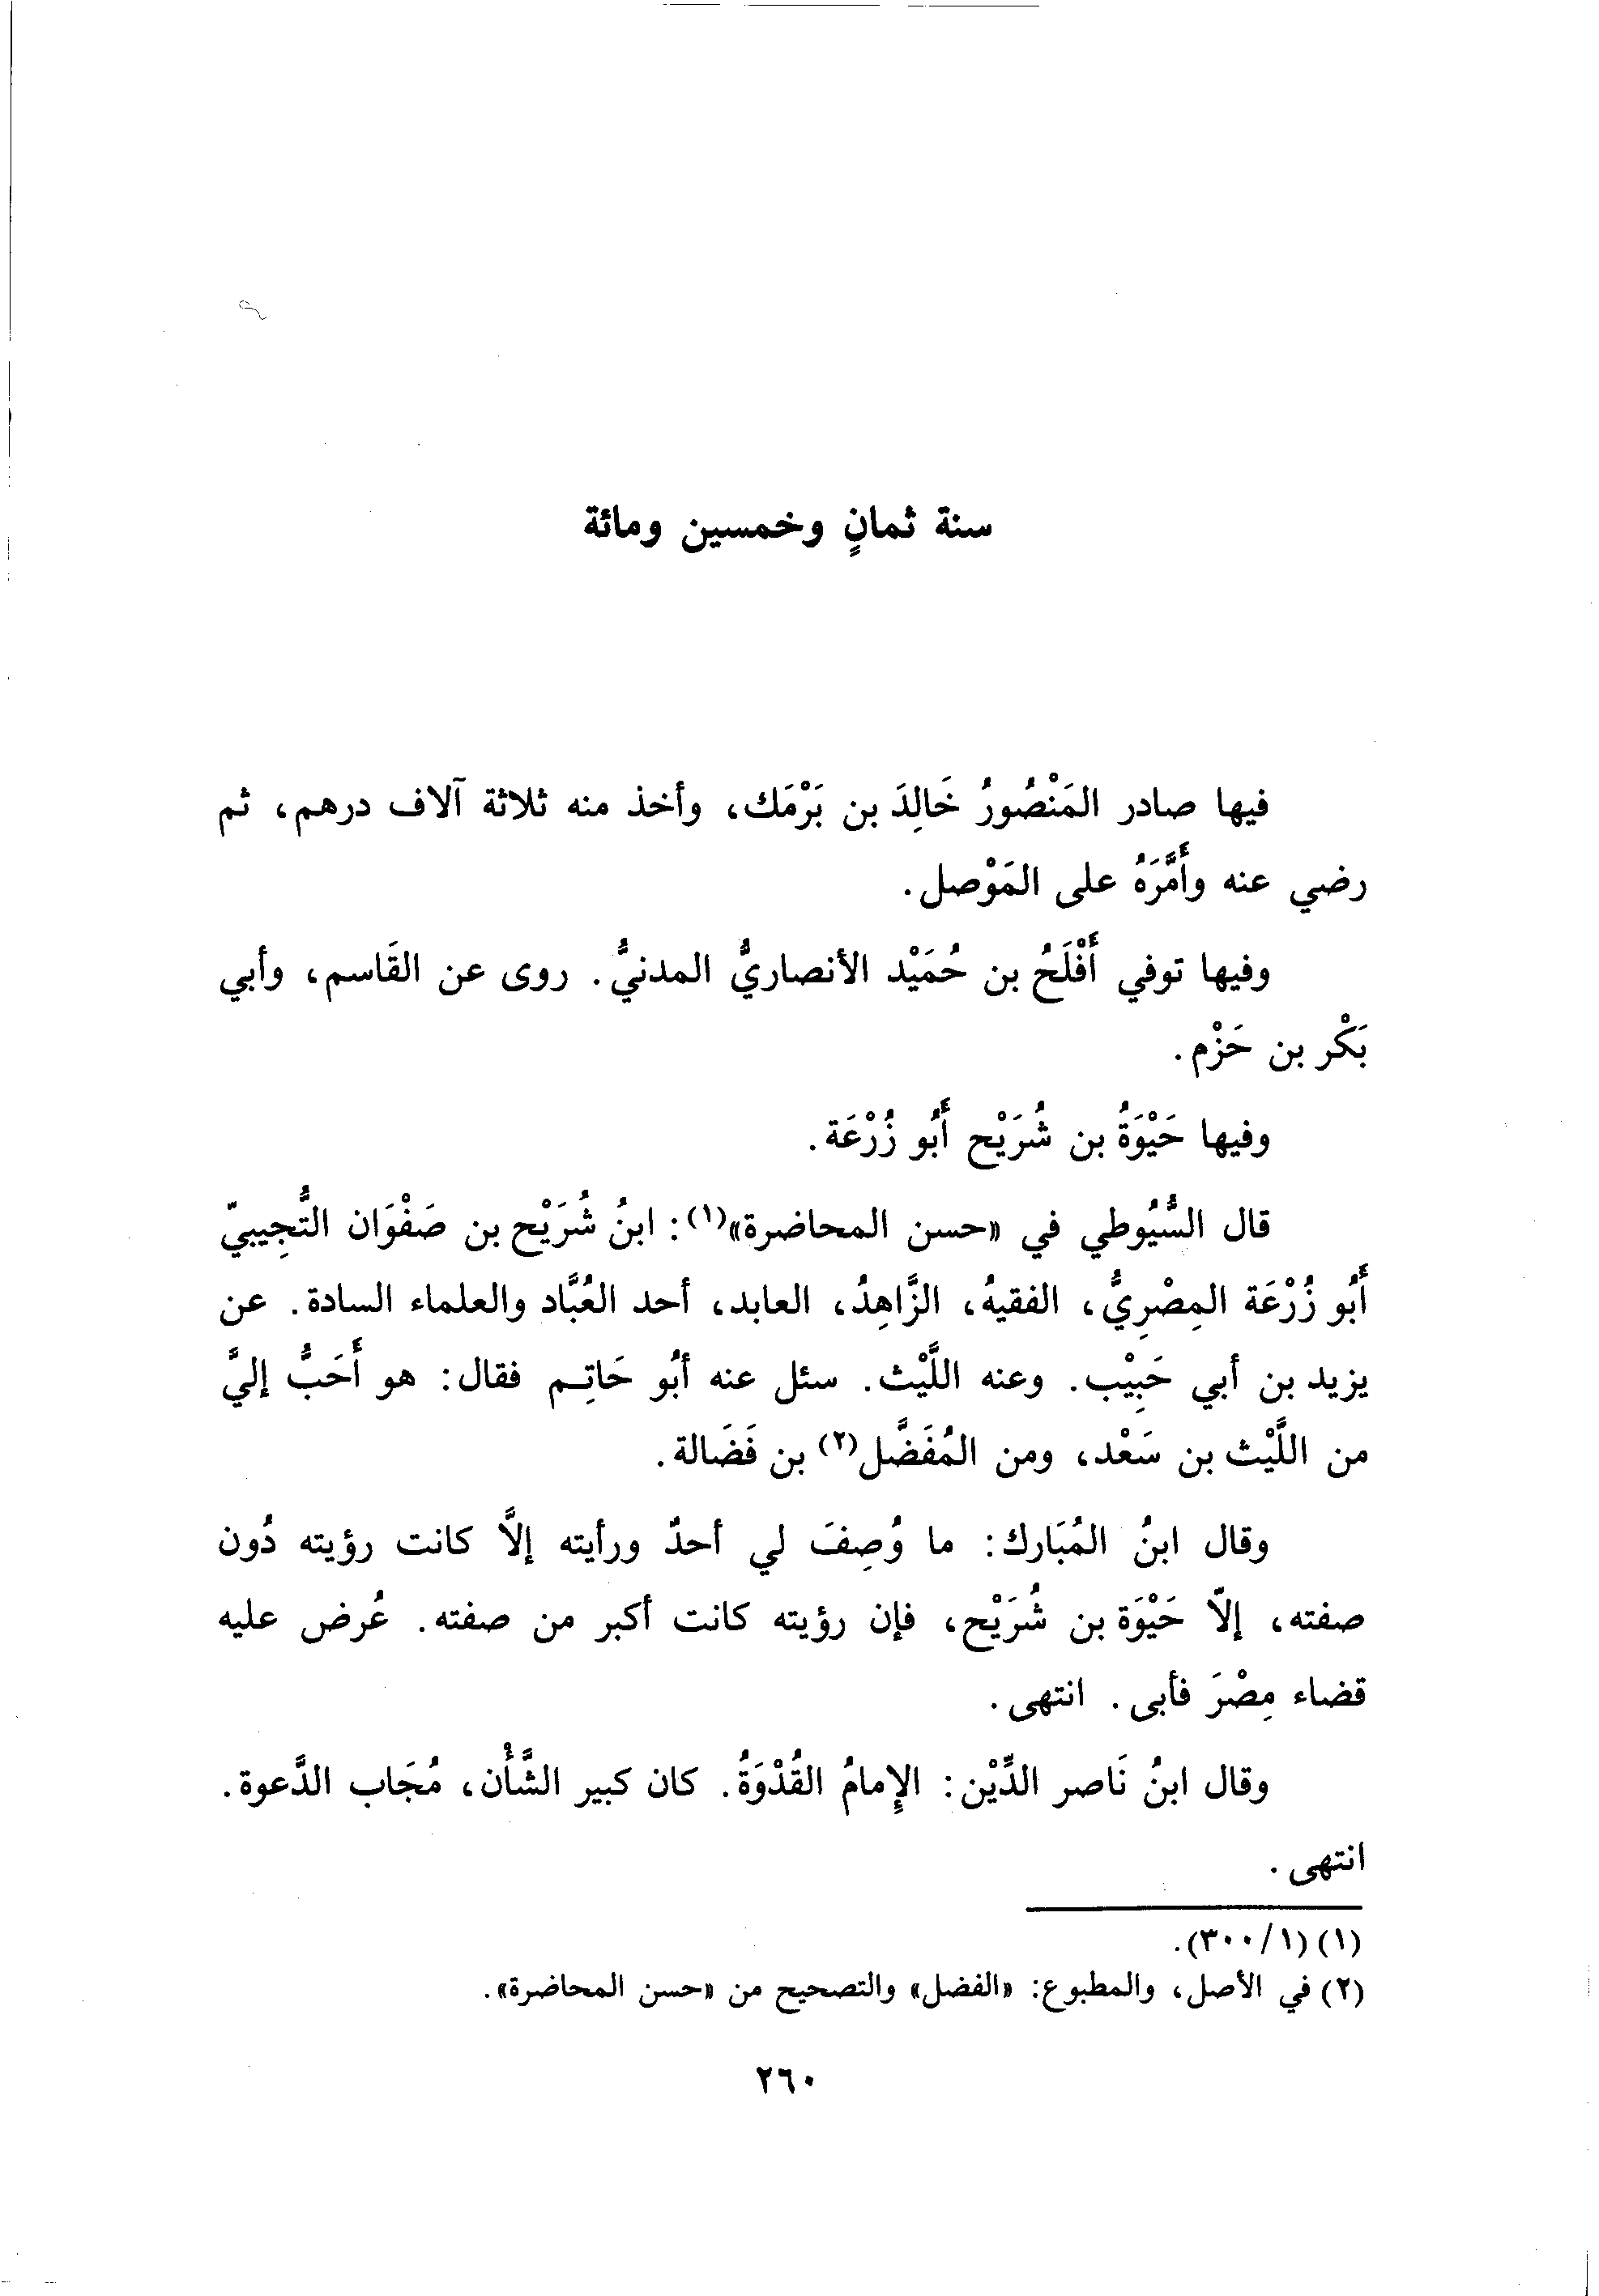 سنة ثمانٍ وخمسين ومائة
فيها صادر المَنْصُورُ خَالِدَ بن بَرْمَك، وأخذ منه ثلاثة آلاف درهم، ثم
رضي عنه وأَمَّرَهُ على المَوْصل.
وفيها توفي أَفْلَحُ بن حُمَيْد الأنصاريُّ المدنيُّ. روى عن القَاسم، وأبي
بَكْر بن حَزْم.
وفيها حَيْوَةُ بن شُرَيْح أَبُو زُرْعَة.
قال السُّيُوطي في «حسن المحاضرة»(١): ابنُ شُرَيْح بن صَفْوَان التُّجِيبيّ
أَبُو زُرْعَة المِصْرِيُّ، الفقيهُ، الزَّاهِدُ، العابد، أحد العُبَّاد والعلماء السادة. عن
يزيد بن أبي حَبِيْب. وعنه اللَّيْث. سئل عنه أبُو حَاتِم فقال: هو أَحَبُّ إليَّ
من اللَّيْث بن سَعْد، ومن المُفَضَّل(٢) بن فَضَالة.
وقال ابنُ المُبَارك: ما وُصِفَ لي أحدٌ ورأيته إلَّا كانت رؤيته دُون
صفته، إلّا حَيْوَة بن شُرَيْح، فإن رؤيته كانت أكبر من صفته. عُرض عليه
قضاء مِصْرَ فأبى. انتهى.
وقال ابنُ نَاصر الدِّيْن: الإِمامُ القُدْوَةُ. كان كبير الشَّأْن، مُجَاب الدَّعوة.
انتهى.
(١) (١/٣٠٠).
(٢) في الأصل، والمطبوع: «الفضل» والتصحيح من «حسن المحاضرة».
٢٦٠